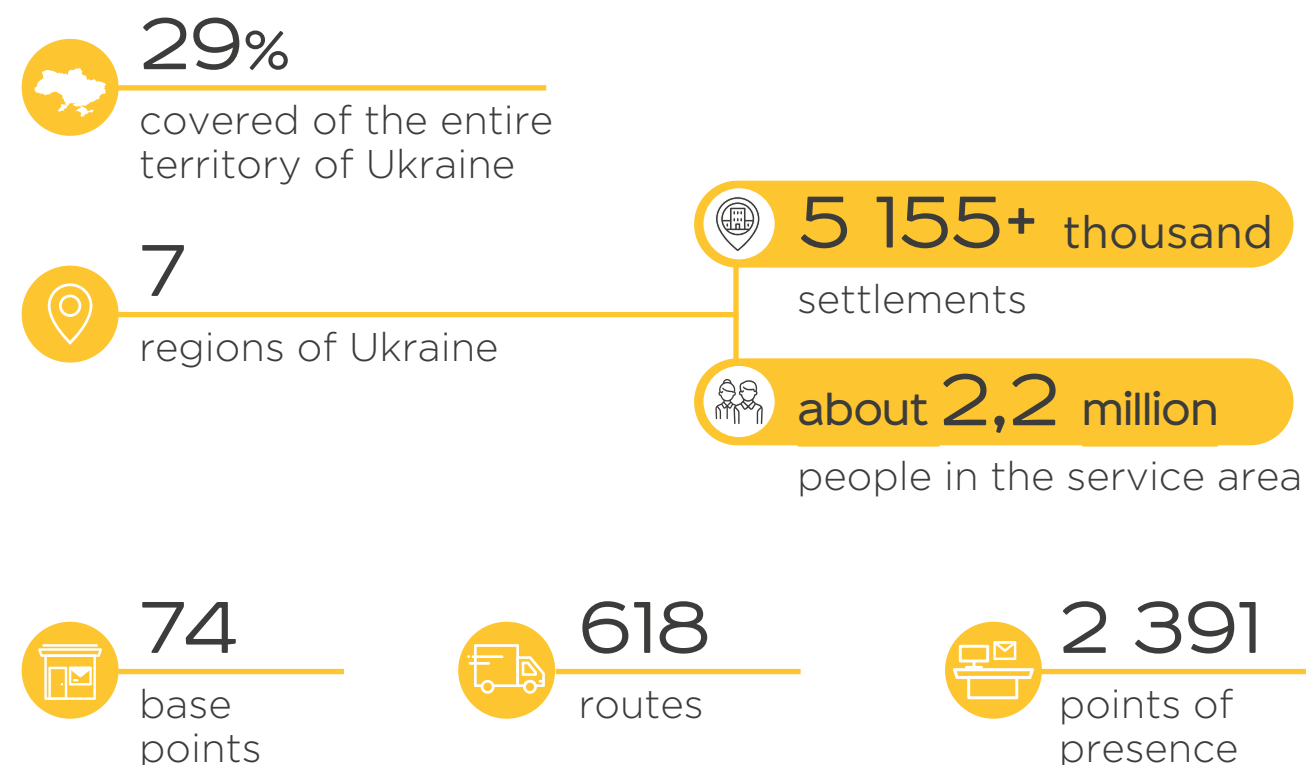 29%
covered of the entire
territory of Ukraine
7
regions of Ukraine
5 155+ thousand
settlements
about 2,2 million
people in the service area
74
base
points
618
routes
2 391
points of
presence